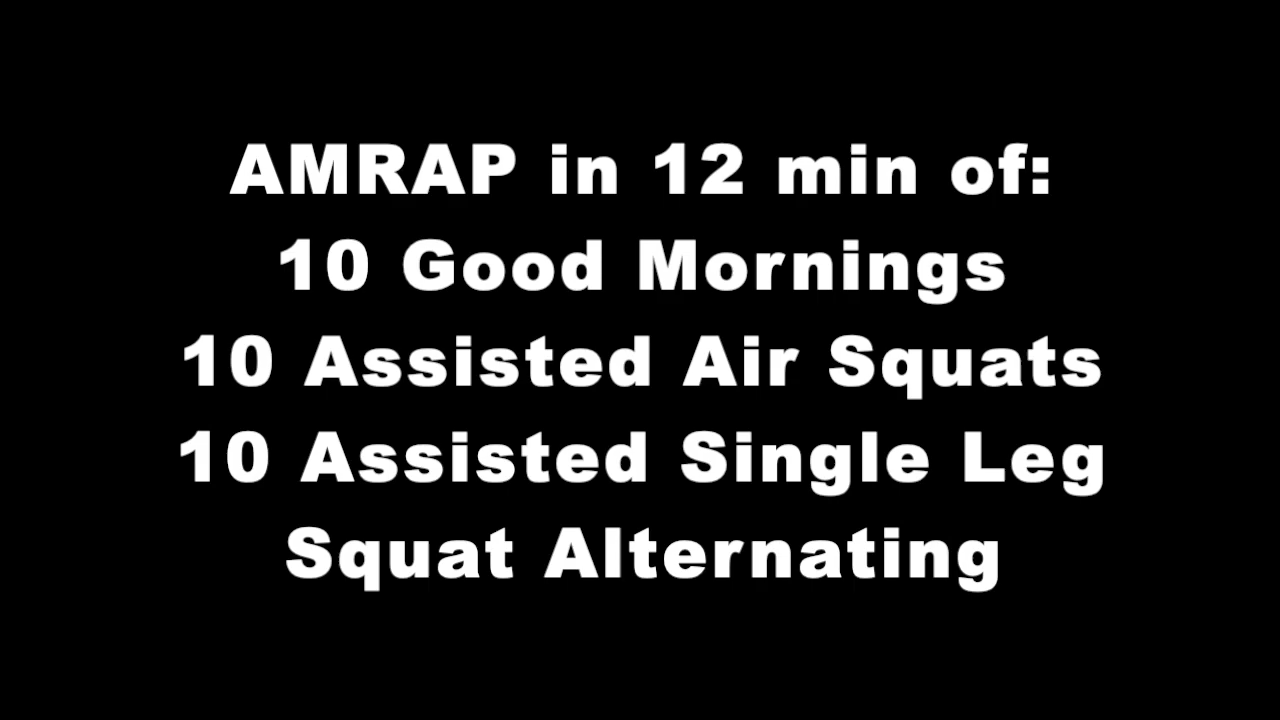 AMRAP in 12 min of:
10 Good Mornings
10 Assisted Air Squats
10 Assisted Single Leg
Squat Alternating